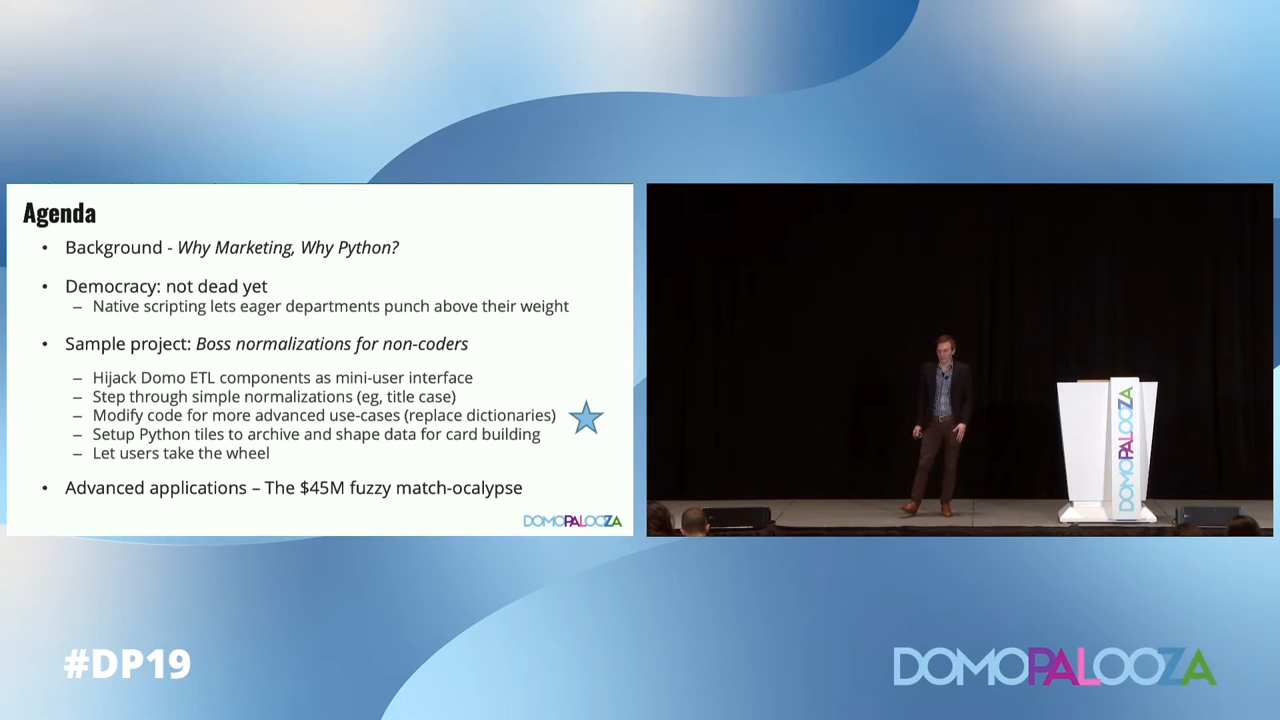 Agenda
• Background - Why Marketing, Why Python?
• Democracy: not dead yet
– Native scripting lets eager departments punch above their weight
• Sample project: Boss normalizations for non-coders
– Hijack Domo ETL components as mini-user interface
– Step through simple normalizations (eg, title case)
– Modify code for more advanced use-cases (replace dictionaries)
– Setup Python tiles to archive and shape data for card building
– Let users take the wheel
• Advanced applications – The $45M fuzzy match-ocalypse
DOMOPALOOZA
DOMOPALOOZA
#DP19
DOMOPALOOZA